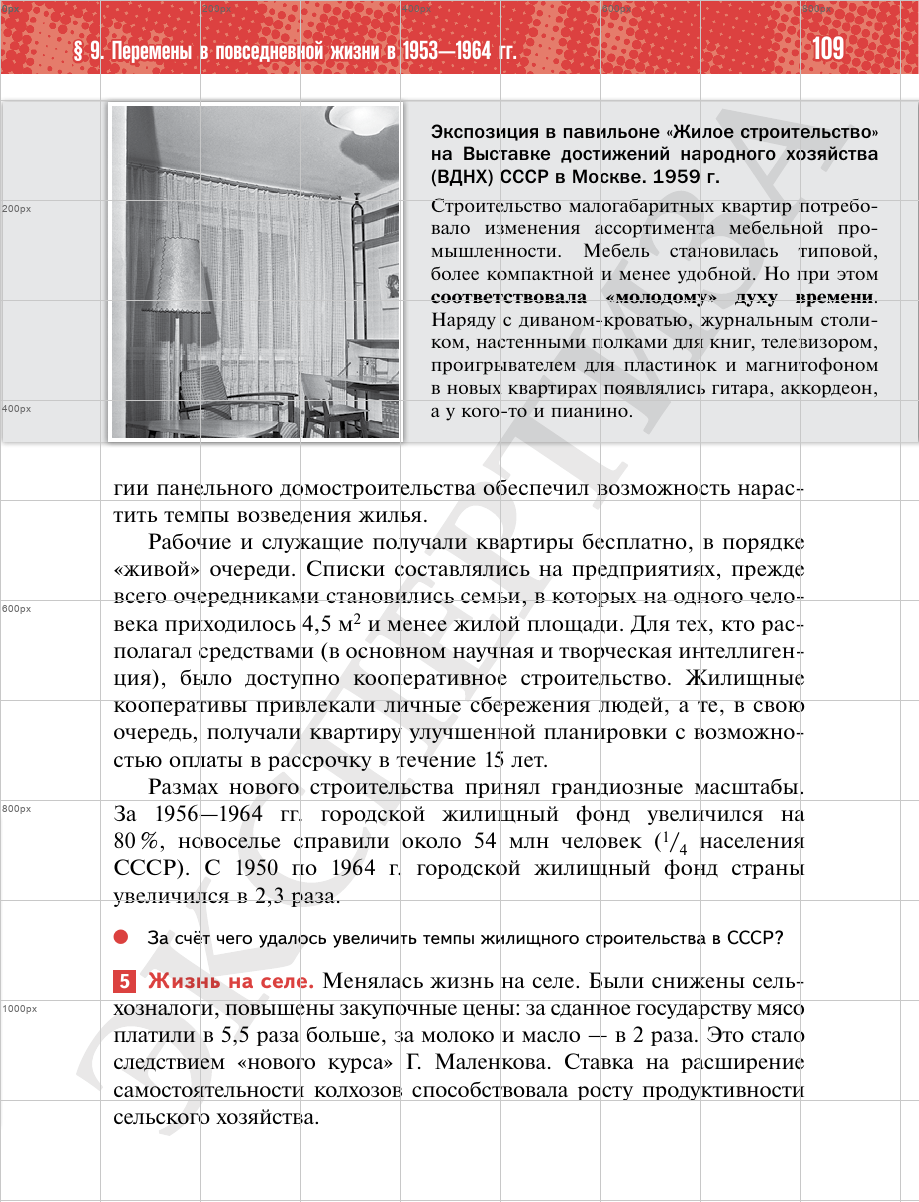 § 9. Перемены в повседневной жизни в 1953—1964 гг.
109
Экспозиция в павильоне «Жилое строительство»
на Выставке достижений народного хозяйства
(ВДНХ) СССР в Москве. 1959 г.
Строительство малогабаритных квартир потребо-
вало изменения ассортимента мебельной про-
мышленности. Мебель становилась типовой,
более компактной и менее удобной. Но при этом
соответствовала «молодому» духу времени.
Наряду с диваном-кроватью, журнальным столи-
ком, настенными полками для книг, телевизором,
проигрывателем для пластинок и магнитофоном
в новых квартирах появлялись гитара, аккордеон,
а у кого-то и пианино.
200px
400px
гии панельного домостроительства обеспечил возможность нарас-
тить темпы возведения жилья.
Рабочие и служащие получали квартиры бесплатно, в порядке
«живой» очереди. Списки составлялись на предприятиях, прежде
всего очередниками становились семьи, в которых на одного чело-
600px
века приходилось 4,5 м² и менее жилой площади. Для тех, кто рас-
полагал средствами (в основном научная и творческая интеллиген-
ция), было доступно кооперативное строительство. Жилищные
кооперативы привлекали личные сбережения людей, а те, в свою
очередь, получали квартиру улучшенной планировки с возможно-
стью оплаты в рассрочку в течение 15 лет.
Размах нового строительства принял грандиозные масштабы.
800px
За 1956—1964 гг. городской жилищный фонд увеличился на
80 %, новоселье справили около 54 млн человек (1/4 населения
СССР). С 1950 по 1964 г. городской жилищный фонд страны
увеличился в 2,3 раза.
За счёт чего удалось увеличить темпы жилищного строительства в СССР?
5 Жизнь на селе. Менялась жизнь на селе. Были снижены сель-
1000px
хозналоги, повышены закупочные цены: за сданное государству мясо
платили в 5,5 раза больше, за молоко и масло — в 2 раза. Это стало
следствием «нового курса» Г. Маленкова. Ставка на расширение
самостоятельности колхозов способствовала росту продуктивности
сельского хозяйства.
ЭКСПЕРТИЗА